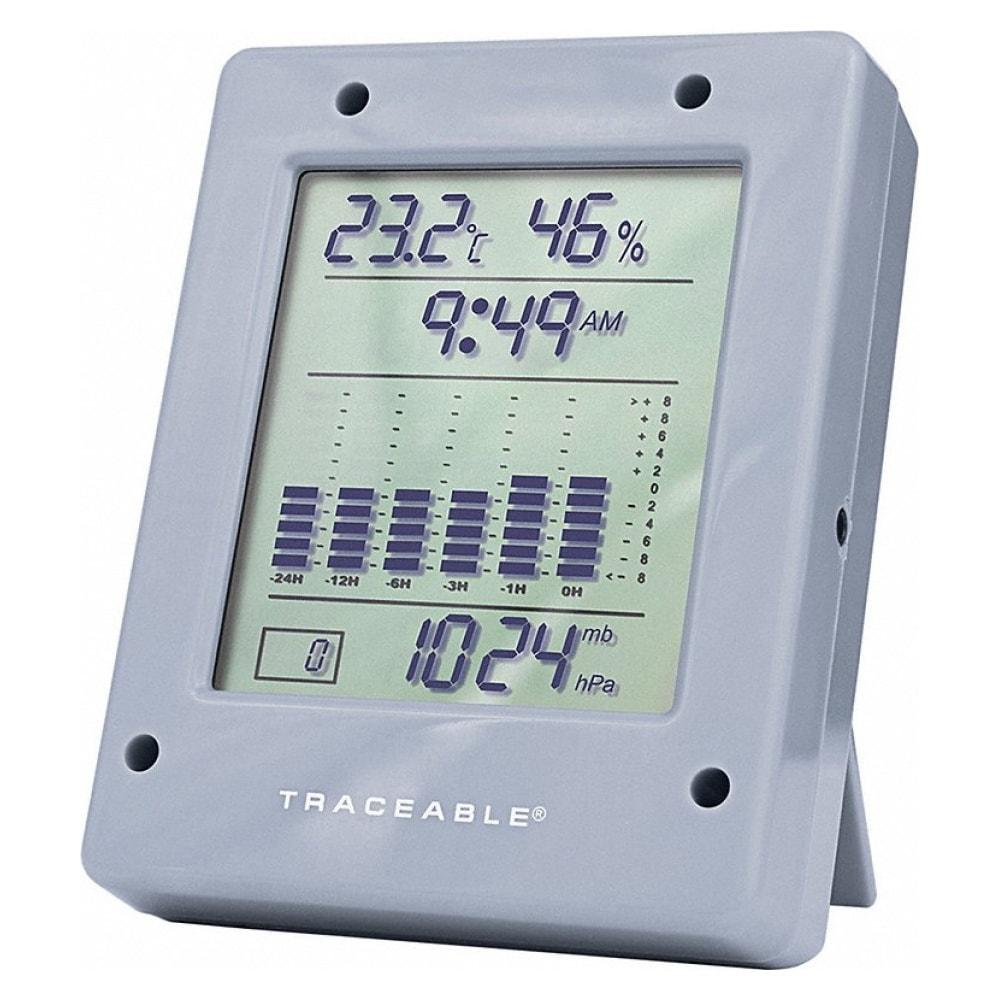 23.2°C 46%
9:49 AM
>+ 8
+ 8
+ 6
+ 4
+ 2
0
- 2
- 4
- 6
- 8
<- 8
-24H -12H -6H -3H -1H 0H
0 1024 mb
hPa
TRACEABLE®